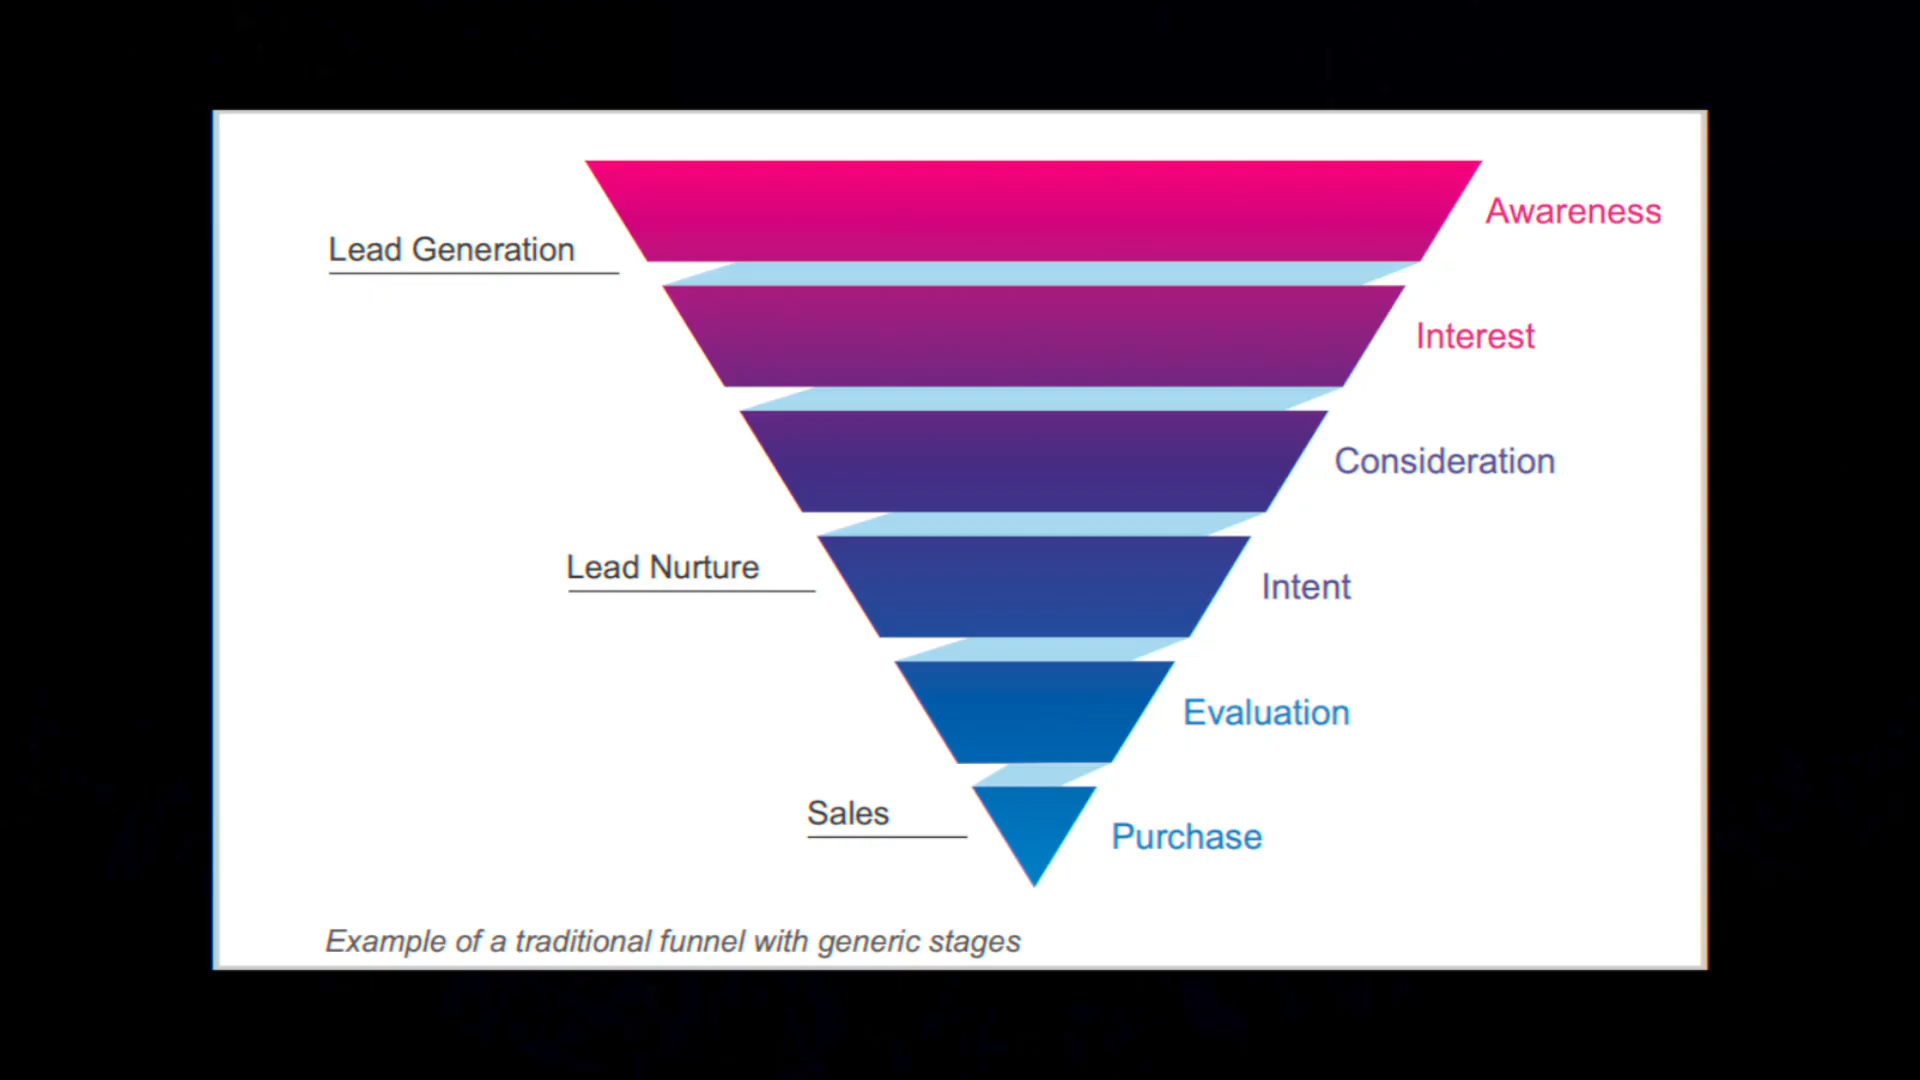 Awareness
Lead Generation
Interest
Consideration
Lead Nurture
Intent
Evaluation
Sales
Purchase
Example of a traditional funnel with generic stages